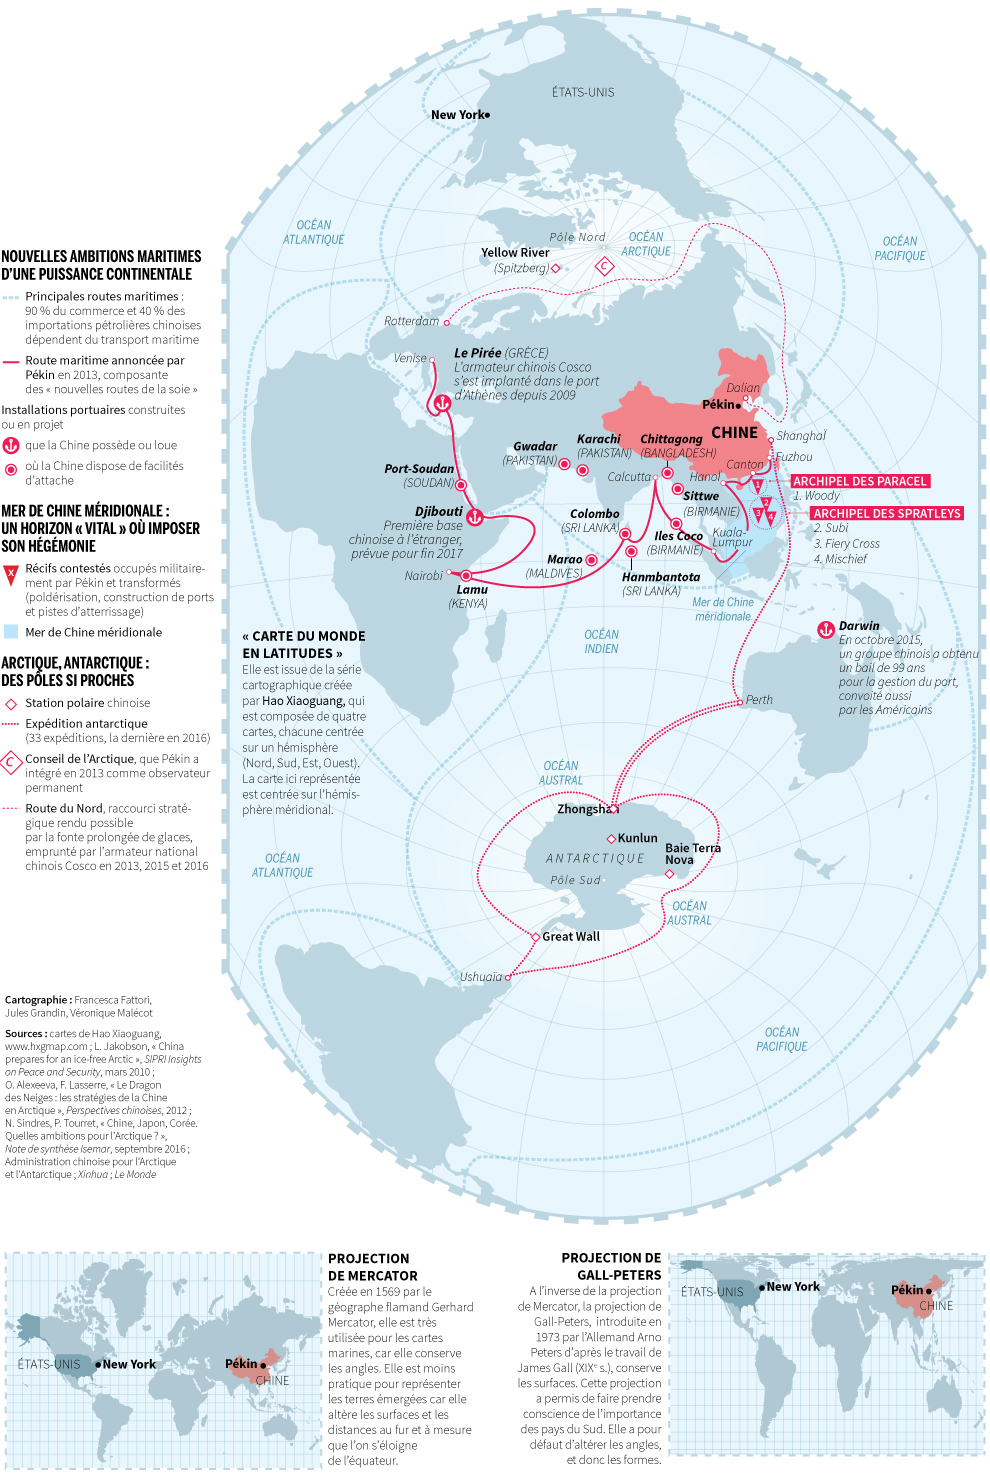 ÉTATS-UNIS
New York
OCÉAN
ATLANTIQUE
Pôle Nord
OCÉAN
ARCTIQUE
OCÉAN
PACIFIQUE
Yellow River
(Spitzberg)
C
NOUVELLES AMBITIONS MARITIMES
D'UNE PUISSANCE CONTINENTALE
Principales routes maritimes :
90 % du commerce et 40 % des
importations pétrolières chinoises
dépendent du transport maritime
Route maritime annoncée par
Pékin en 2013, composante
des « nouvelles routes de la soie »
Installations portuaires construites
ou en projet
que la Chine possède ou loue
où la Chine dispose de facilités
d'attache
MER DE CHINE MÉRIDIONALE :
UN HORIZON « VITAL » OÙ IMPOSER
SON HÉGÉMONIE
x
Récifs contestés occupés militaire-
ment par Pékin et transformés
(poldérisation, construction de ports
et pistes d'atterrissage)
Mer de Chine méridionale
ARCTIQUE, ANTARCTIQUE :
DES PÔLES SI PROCHES
Station polaire chinoise
Expédition antarctique
(33 expéditions, la dernière en 2016)
C
Conseil de l'Arctique, que Pékin a
intégré en 2013 comme observateur
permanent
Route du Nord, raccourci straté-
gique rendu possible
par la fonte prolongée de glaces,
emprunté par l'armateur national
chinois Cosco en 2013, 2015 et 2016
Rotterdam
Venise
Le Pirée (GRÈCE)
L'armateur chinois Cosco
s'est implanté dans le port
d'Athènes depuis 2009
Dalian
Pékin
CHINE
Shanghaï
Fuzhou
Canton
Hanoï
Gwadar
(PAKISTAN)
Karachi
(PAKISTAN)
Chittagong
(BANGLADESH)
Calcutta
Port-Soudan
(SOUDAN)
Sittwe
(BIRMANIE)
ARCHIPEL DES PARACEL
1. Woody
ARCHIPEL DES SPRATLEYS
2. Subi
3. Fiery Cross
4. Mischief
1
2
3
4
Djibouti
Première base
chinoise à l'étranger,
prévue pour fin 2017
Colombo
(SRI LANKA)
Iles Coco
(BIRMANIE)
Kuala-
Lumpur
Marao
(MALDIVES)
Hanmbantota
(SRI LANKA)
Nairobi
Lamu
(KENYA)
Mer de Chine
méridionale
OCÉAN
INDIEN
Darwin
En octobre 2015,
un groupe chinois a obtenu
un bail de 99 ans
pour la gestion du port,
convoité aussi
par les Américains
« CARTE DU MONDE
EN LATITUDES »
Elle est issue de la série
cartographique créée
par Hao Xiaoguang, qui
est composée de quatre
cartes, chacune centrée
sur un hémisphère
(Nord, Sud, Est, Ouest).
La carte ici représentée
est centrée sur l'hémis-
phère méridional.
Perth
OCÉAN
AUSTRAL
Zhongshan
Kunlun
Baie Terra
Nova
ANTARCTIQUE
Pôle Sud
OCÉAN
ATLANTIQUE
OCÉAN
AUSTRAL
Great Wall
Ushuaia
OCÉAN
PACIFIQUE
Cartographie : Francesca Fattori,
Jules Grandin, Véronique Malécot
Sources : cartes de Hao Xiaoguang,
www.hxgmap.com ; L. Jakobson, « China
prepares for an ice-free Arctic », SIPRI Insights
on Peace and Security, mars 2010 ;
O. Alexeeva, F. Lasserre, « Le Dragon
des Neiges : les stratégies de la Chine
en Arctique », Perspectives chinoises, 2012 ;
N. Sindres, P. Tourret, « Chine, Japon, Corée.
Quelles ambitions pour l'Arctique ? »,
Note de synthèse Isemar, septembre 2016 ;
Administration chinoise pour l'Arctique
et l'Antarctique ; Xinhua ; Le Monde
ÉTATS-UNIS
New York
Pékin
CHINE
PROJECTION
DE MERCATOR
Créée en 1569 par le
géographe flamand Gerhard
Mercator, elle est très
utilisée pour les cartes
marines, car elle conserve
les angles. Elle est moins
pratique pour représenter
les terres émergées car elle
altère les surfaces et les
distances au fur et à mesure
que l'on s'éloigne
de l'équateur.
PROJECTION DE
GALL-PETERS
A l'inverse de la projection
de Mercator, la projection de
Gall-Peters, introduite en
1973 par l'Allemand Arno
Peters d'après le travail de
James Gall (XIXe s.), conserve
les surfaces. Cette projection
a permis de faire prendre
conscience de l'importance
des pays du Sud. Elle a pour
défaut d'altérer les angles,
et donc les formes.
ÉTATS-UNIS
New York
Pékin
CHINE